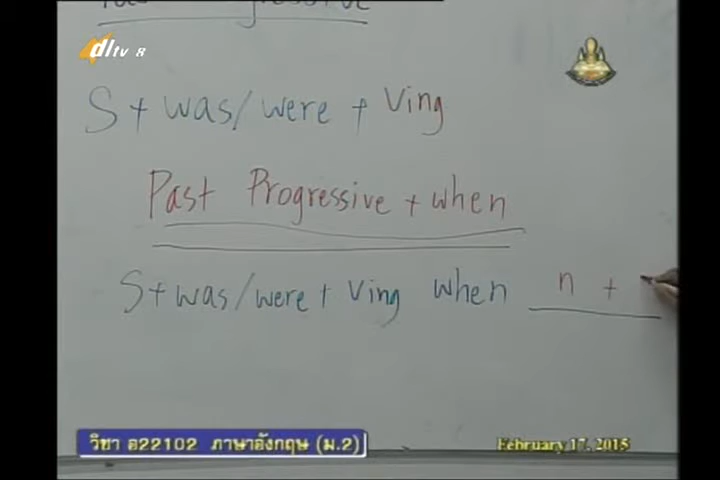 dltv 8
S + was/were + Ving
Past Progressive + when
S + was/were + Ving when n +
วิชา อ22102 ภาษาอังกฤษ (ม.2)
February 17, 2015